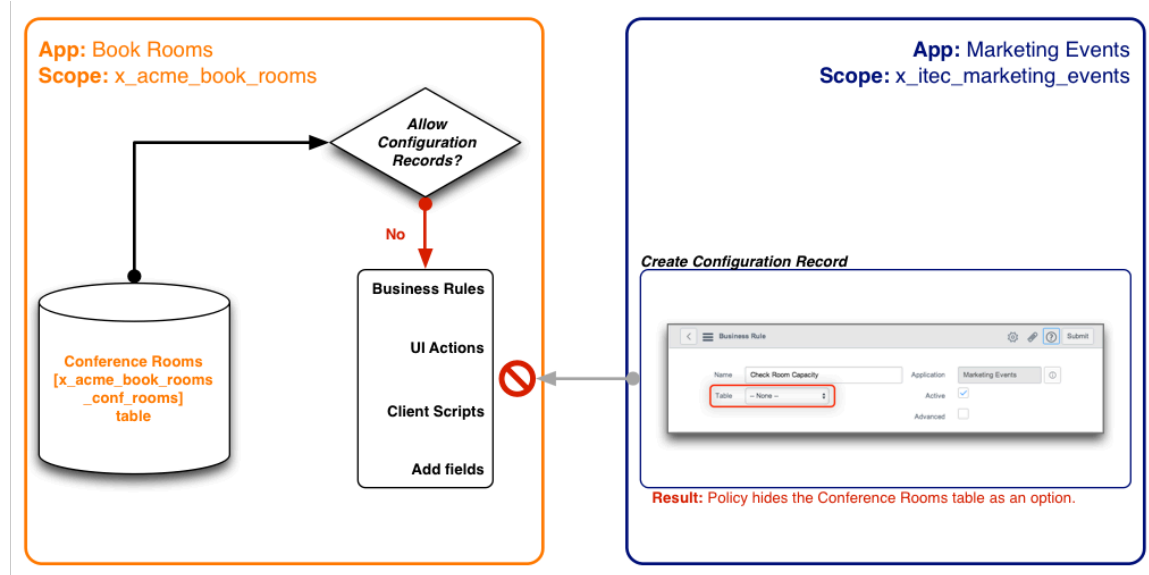 App: Book Rooms
Scope: x_acme_book_rooms
Allow
Configuration
Records?
No
Business Rules
UI Actions
Client Scripts
Add fields
Conference Rooms
[x_acme_book_rooms
_conf_rooms]
table
App: Marketing Events
Scope: x_itec_marketing_events
Create Configuration Record
Business Rule
Submit
Name
Check Room Capacity
Application
Marketing Events
Table
-- None --
Active
Advanced
Result: Policy hides the Conference Rooms table as an option.